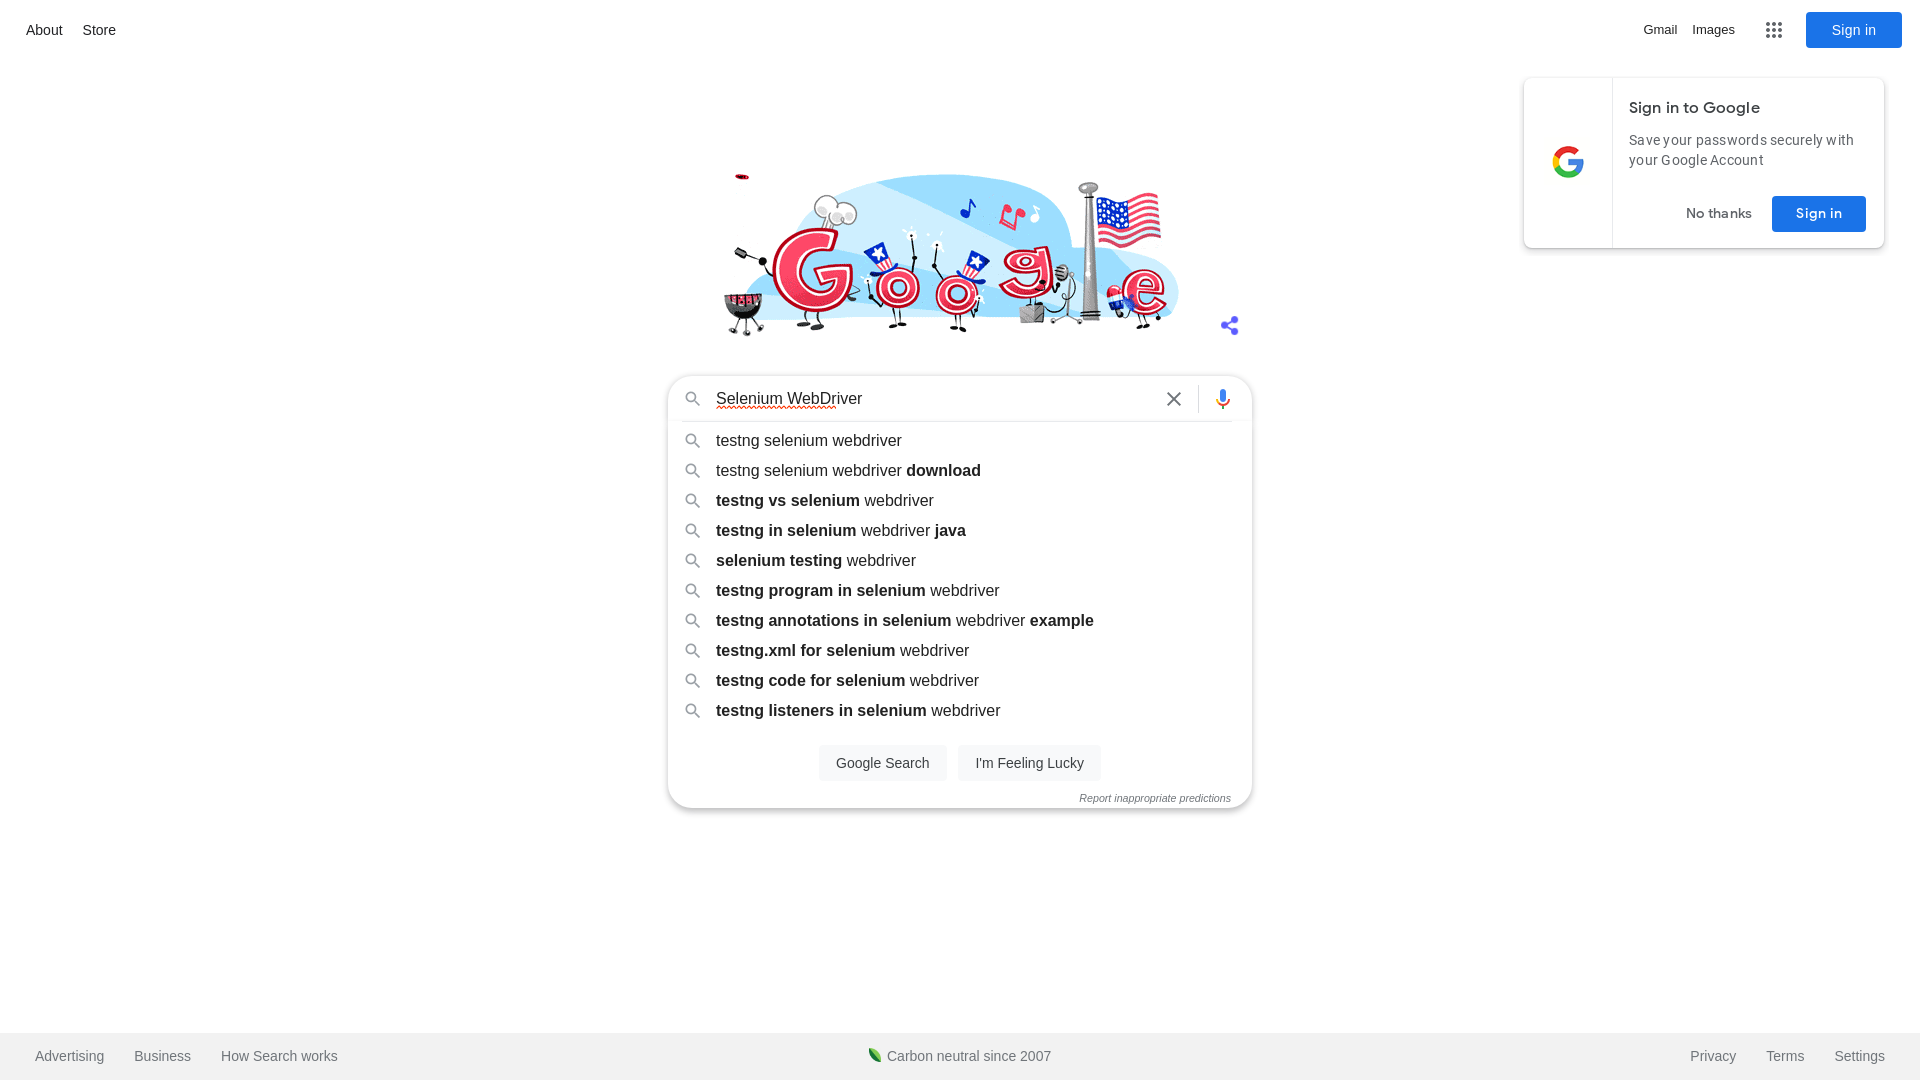 About Store
Gmail Images Sign in
Sign in to Google
Save your passwords securely with
your Google Account
No thanks Sign in
Google
Selenium WebDriver
testng selenium webdriver
testng selenium webdriver download
testng vs selenium webdriver
testng in selenium webdriver java
selenium testing webdriver
testng program in selenium webdriver
testng annotations in selenium webdriver example
testng.xml for selenium webdriver
testng code for selenium webdriver
testng listeners in selenium webdriver
Google Search I'm Feeling Lucky
Report inappropriate predictions
Advertising Business How Search works Carbon neutral since 2007 Privacy Terms Settings